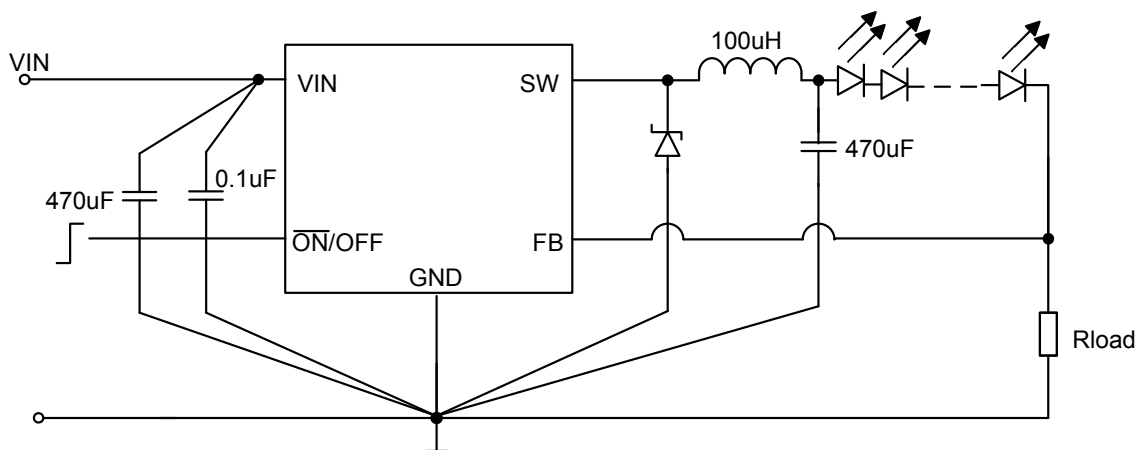 100uH
VIN
VIN
SW
0.1uF
470uF
470uF
ON/OFF
FB
GND
Rload